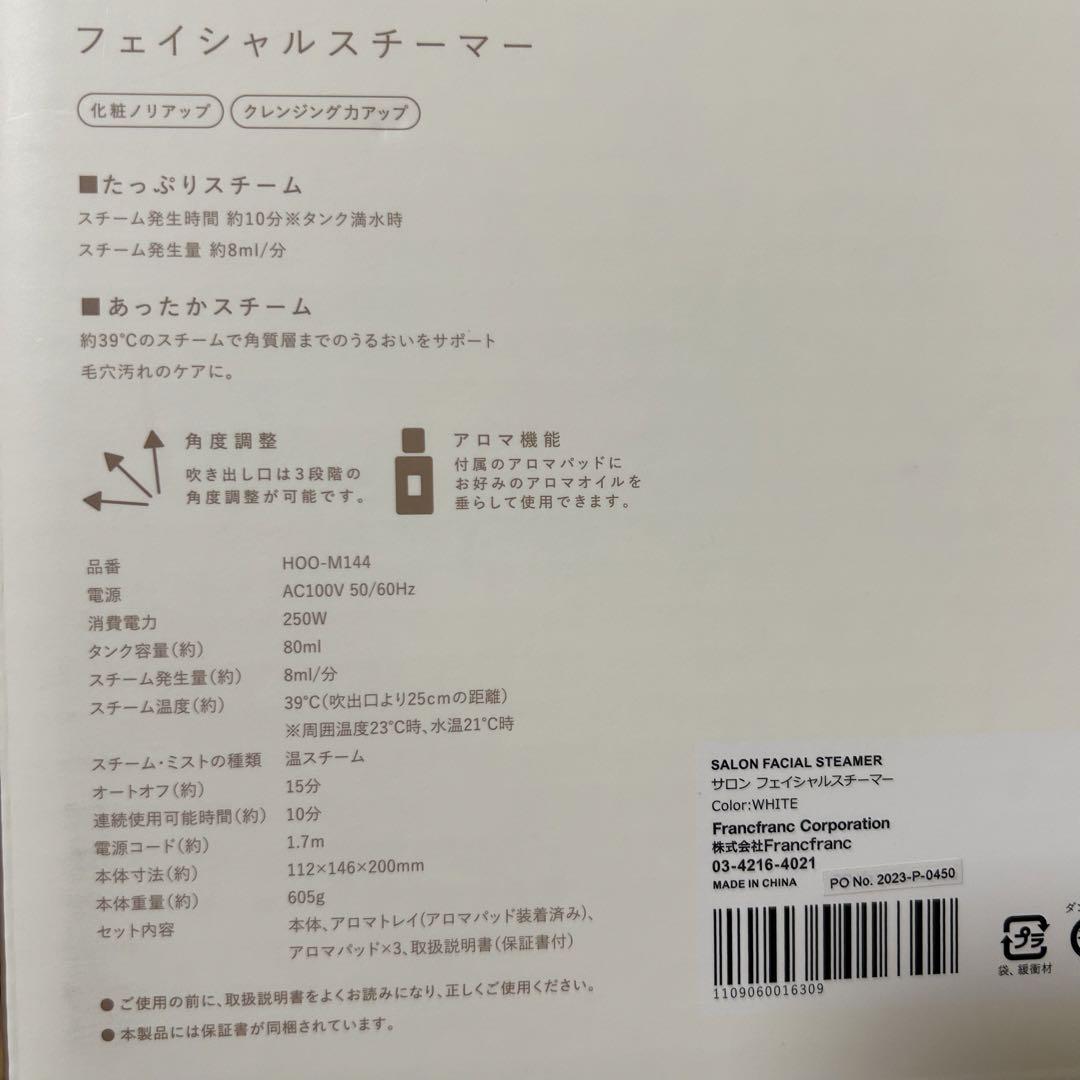 フェイシャルスチーマー
化粧ノリアップ クレンジング力アップ
■たっぷりスチーム
スチーム発生時間 約10分※タンク満水時
スチーム発生量 約8ml/分
■あったかスチーム
約39℃のスチームで角質層までのうるおいをサポート
毛穴汚れのケアに。
角度調整
吹き出し口は3段階の
角度調整が可能です。
アロマ機能
付属のアロマパッドに
お好みのアロマオイルを
垂らして使用できます。
品番 HOO-M144
電源 AC100V 50/60Hz
消費電力 250W
タンク容量(約) 80ml
スチーム発生量(約) 8ml/分
スチーム温度(約) 39℃(吹出口より25cmの距離)
※周囲温度23℃時、水温21℃時
スチーム・ミストの種類 温スチーム
オートオフ(約) 15分
連続使用可能時間(約) 10分
電源コード(約) 1.7m
本体寸法(約) 112×146×200mm
本体重量(約) 605g
セット内容 本体、アロマトレイ(アロマパッド装着済み)、
アロマパッド×3、取扱説明書(保証書付)
●ご使用の前に、取扱説明書をよくお読みになり、正しくご使用ください。
●本製品には保証書が同梱されています。
SALON FACIAL STEAMER
サロン フェイシャルスチーマー
Color:WHITE
Francfranc Corporation
株式会社Francfranc
03-4216-4021
MADE IN CHINA
PO No. 2023-P-0450
1109060016309
プラ
袋、緩衝材
ダン